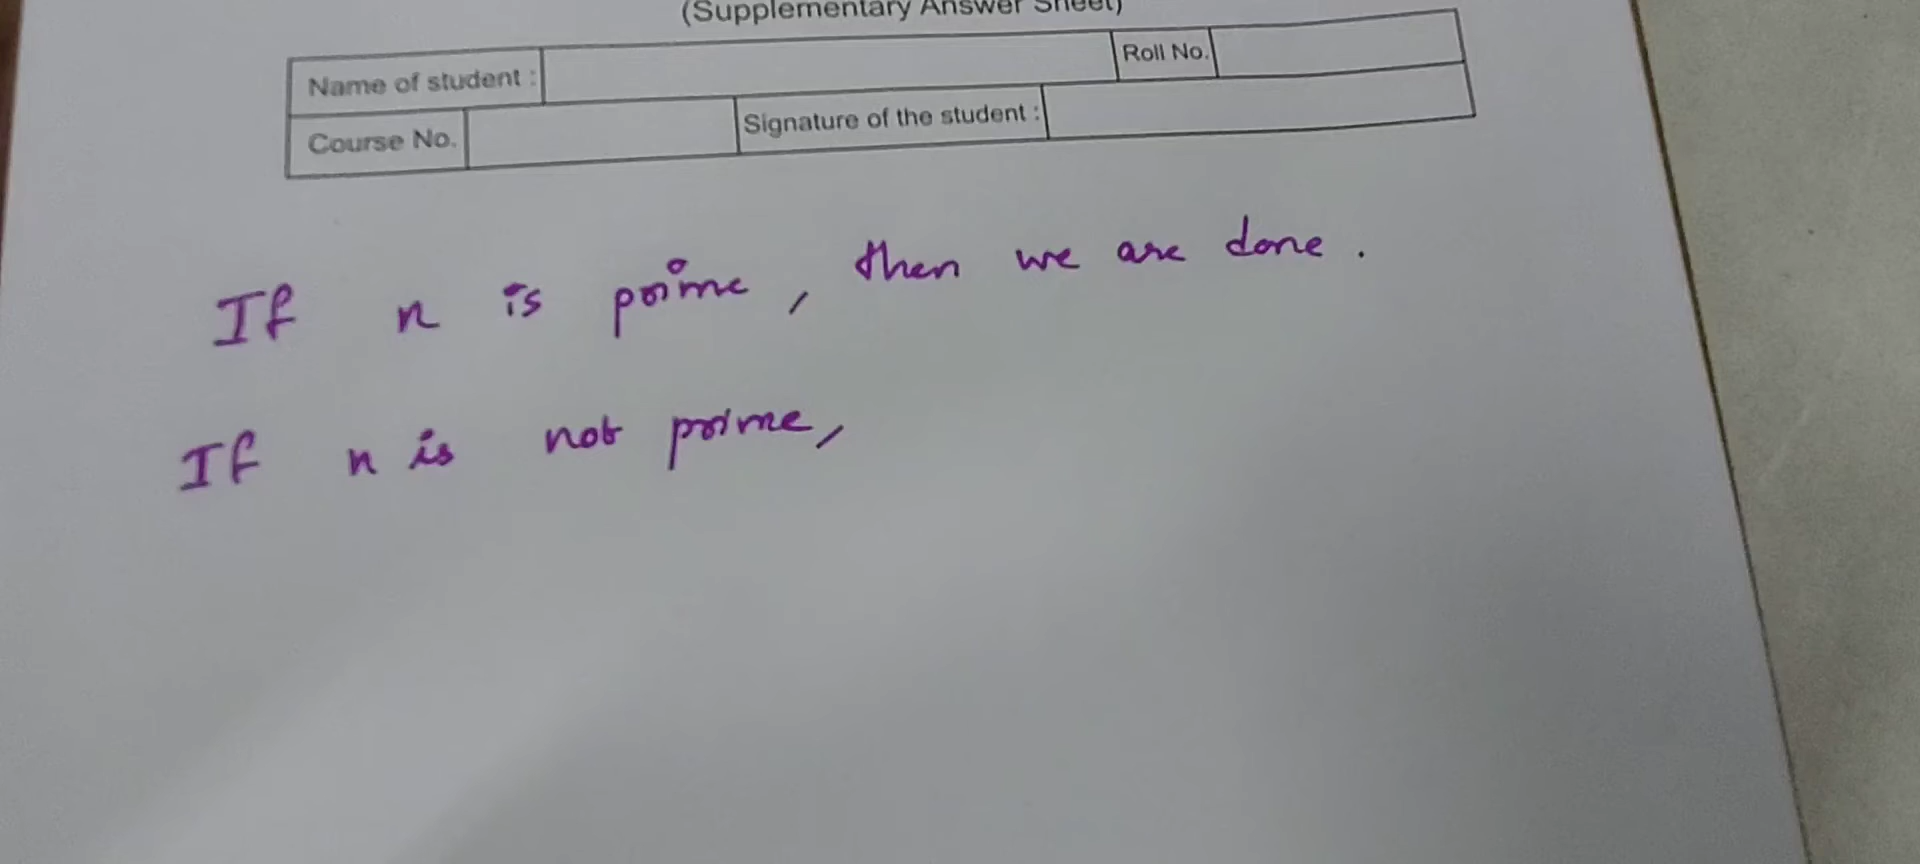 (Supplementary Answer Sheet)
Name of student :
Roll No.
Course No.
Signature of the student :
If n is prime, then we are done.
If n is not prime,